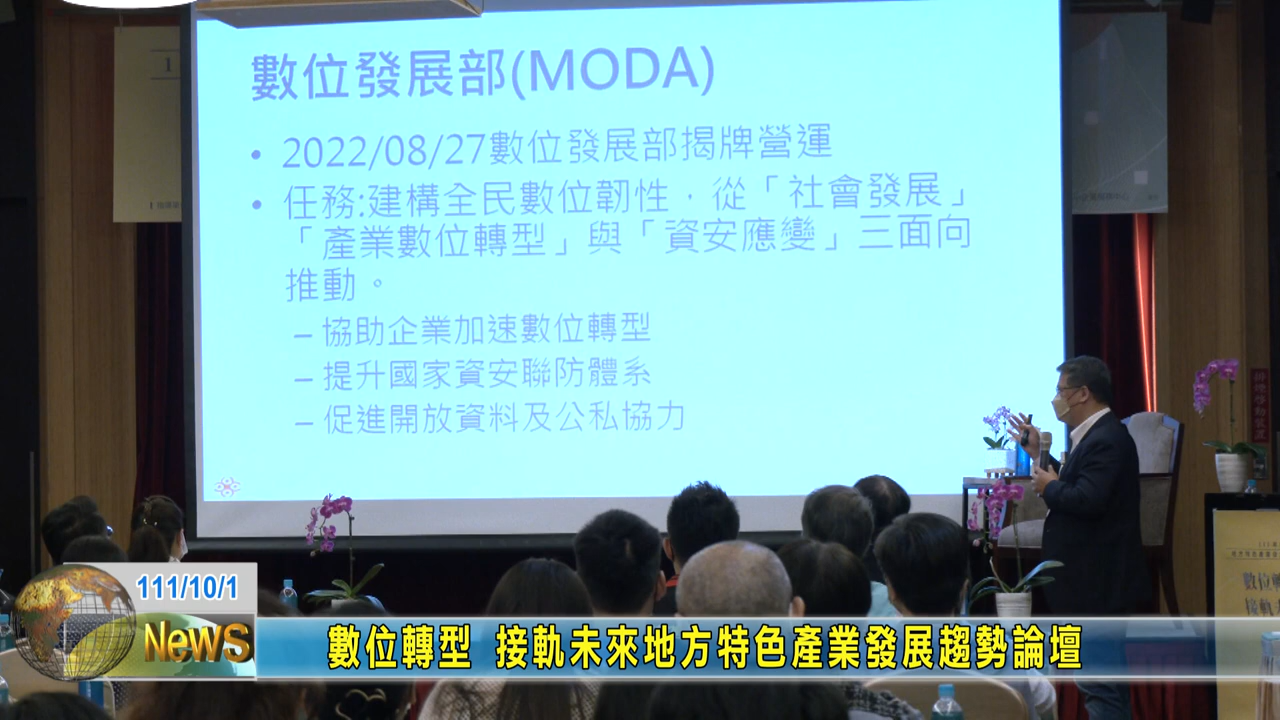 數位發展部(MODA)
• 2022/08/27數位發展部揭牌營運
• 任務:建構全民數位韌性,從「社會發展」
「產業數位轉型」與「資安應變」三面向
推動。
– 協助企業加速數位轉型
– 提升國家資安聯防體系
– 促進開放資料及公私協力
111/10/1
News
數位轉型 接軌未來地方特色產業發展趨勢論壇